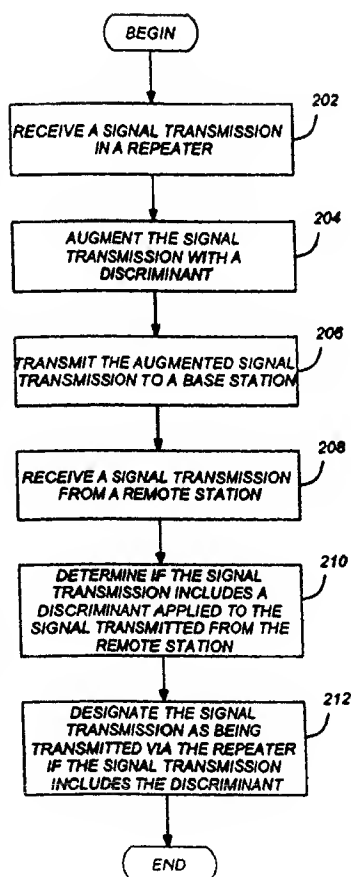 BEGIN
202
RECEIVE A SIGNAL TRANSMISSION
IN A REPEATER
204
AUGMENT THE SIGNAL
TRANSMISSION WITH A
DISCRIMINANT
206
TRANSMIT THE AUGMENTED SIGNAL
TRANSMISSION TO A BASE STATION
208
RECEIVE A SIGNAL TRANSMISSION
FROM A REMOTE STATION
210
DETERMINE IF THE SIGNAL
TRANSMISSION INCLUDES A
DISCRIMINANT APPLIED TO THE
SIGNAL TRANSMITTED FROM THE
REMOTE STATION
212
DESIGNATE THE SIGNAL
TRANSMISSION AS BEING
TRANSMITTED VIA THE REPEATER
IF THE SIGNAL TRANSMISSION
INCLUDES THE DISCRIMINANT
END